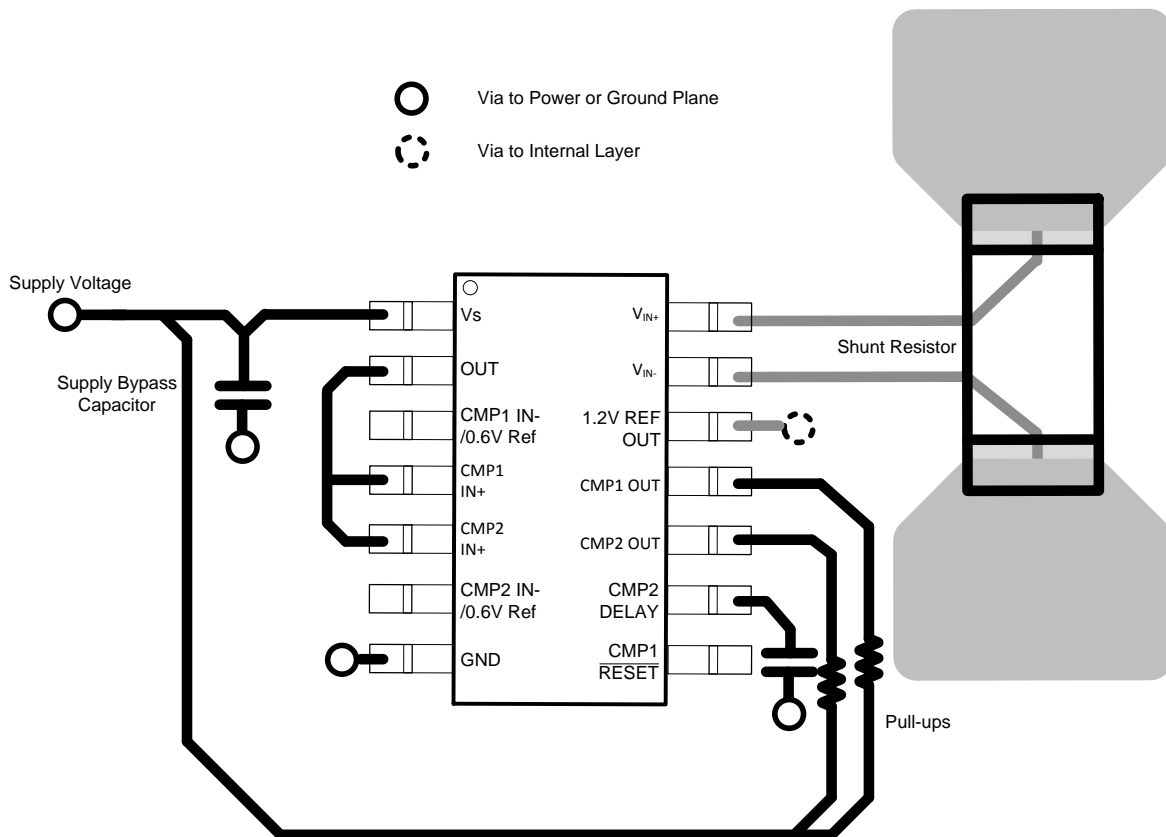 Via to Power or Ground Plane
Via to Internal Layer
Supply Voltage
Supply Bypass
Capacitor
Vs
OUT
CMP1 IN-
/0.6V Ref
CMP1
IN+
CMP2
IN+
CMP2 IN-
/0.6V Ref
GND
VIN+
VIN-
1.2V REF
OUT
CMP1 OUT
CMP2 OUT
CMP2
DELAY
CMP1
RESET
Shunt Resistor
Pull-ups